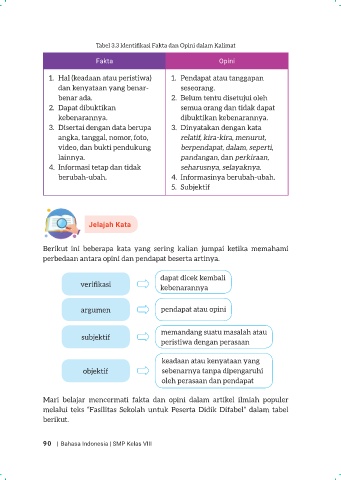 Tabel 3.3 Identifikasi Fakta dan Opini dalam Kalimat
Fakta
Opini
1. Hal (keadaan atau peristiwa)
dan kenyataan yang benar-
benar ada.
2. Dapat dibuktikan
kebenarannya.
3. Disertai dengan data berupa
angka, tanggal, nomor, foto,
video, dan bukti pendukung
lainnya.
4. Informasi tetap dan tidak
berubah-ubah.
1. Pendapat atau tanggapan
seseorang.
2. Belum tentu disetujui oleh
semua orang dan tidak dapat
dibuktikan kebenarannya.
3. Dinyatakan dengan kata
relatif, kira-kira, menurut,
berpendapat, dalam, seperti,
pandangan, dan perkiraan,
seharusnya, selayaknya.
4. Informasinya berubah-ubah.
5. Subjektif
Jelajah Kata
Berikut ini beberapa kata yang sering kalian jumpai ketika memahami
perbedaan antara opini dan pendapat beserta artinya.
verifikasi
dapat dicek kembali
kebenarannya
argumen
pendapat atau opini
subjektif
memandang suatu masalah atau
peristiwa dengan perasaan
objektif
keadaan atau kenyataan yang
sebenarnya tanpa dipengaruhi
oleh perasaan dan pendapat
Mari belajar mencermati fakta dan opini dalam artikel ilmiah populer
melalui teks "Fasilitas Sekolah untuk Peserta Didik Difabel" dalam tabel
berikut.
90 | Bahasa Indonesia | SMP Kelas VIII